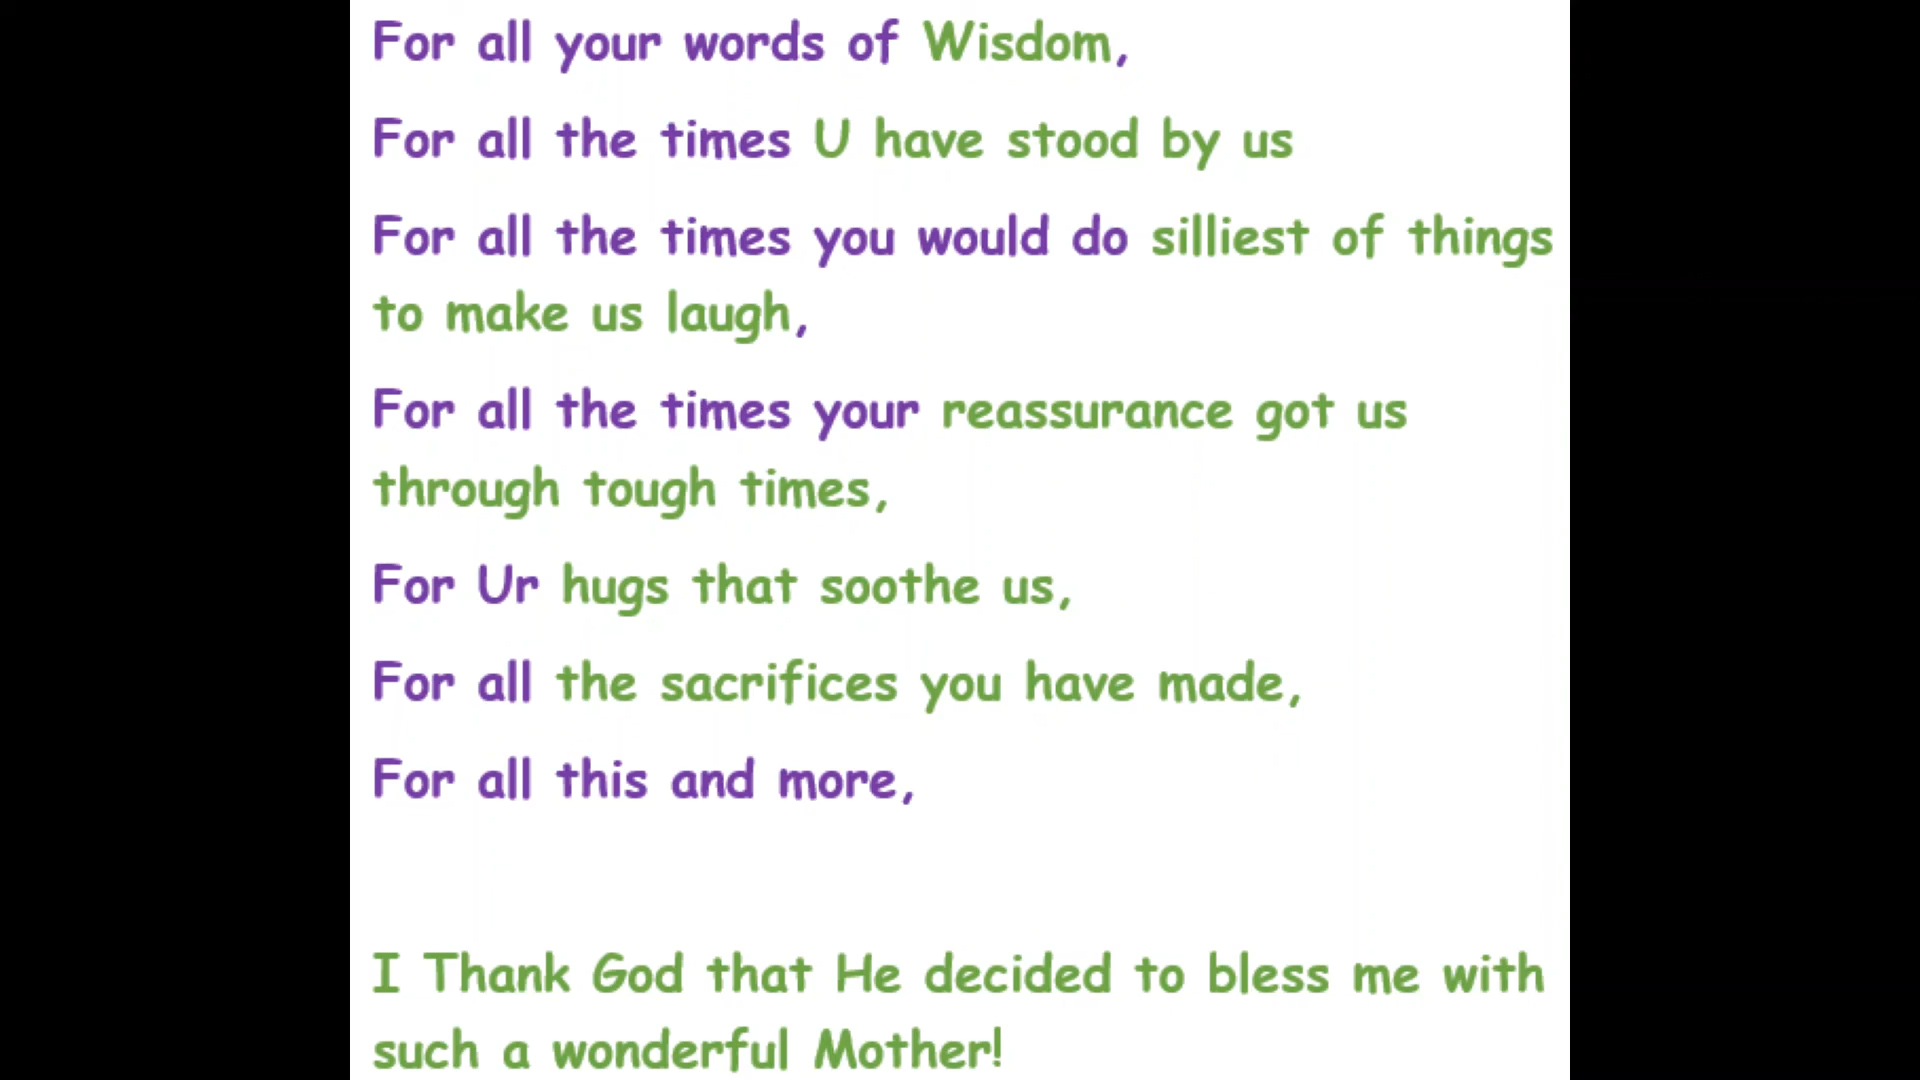 For all your words of Wisdom,
For all the times U have stood by us
For all the times you would do silliest of things
to make us laugh,
For all the times your reassurance got us
through tough times,
For Ur hugs that soothe us,
For all the sacrifices you have made,
For all this and more,
I Thank God that He decided to bless me with
such a wonderful Mother!